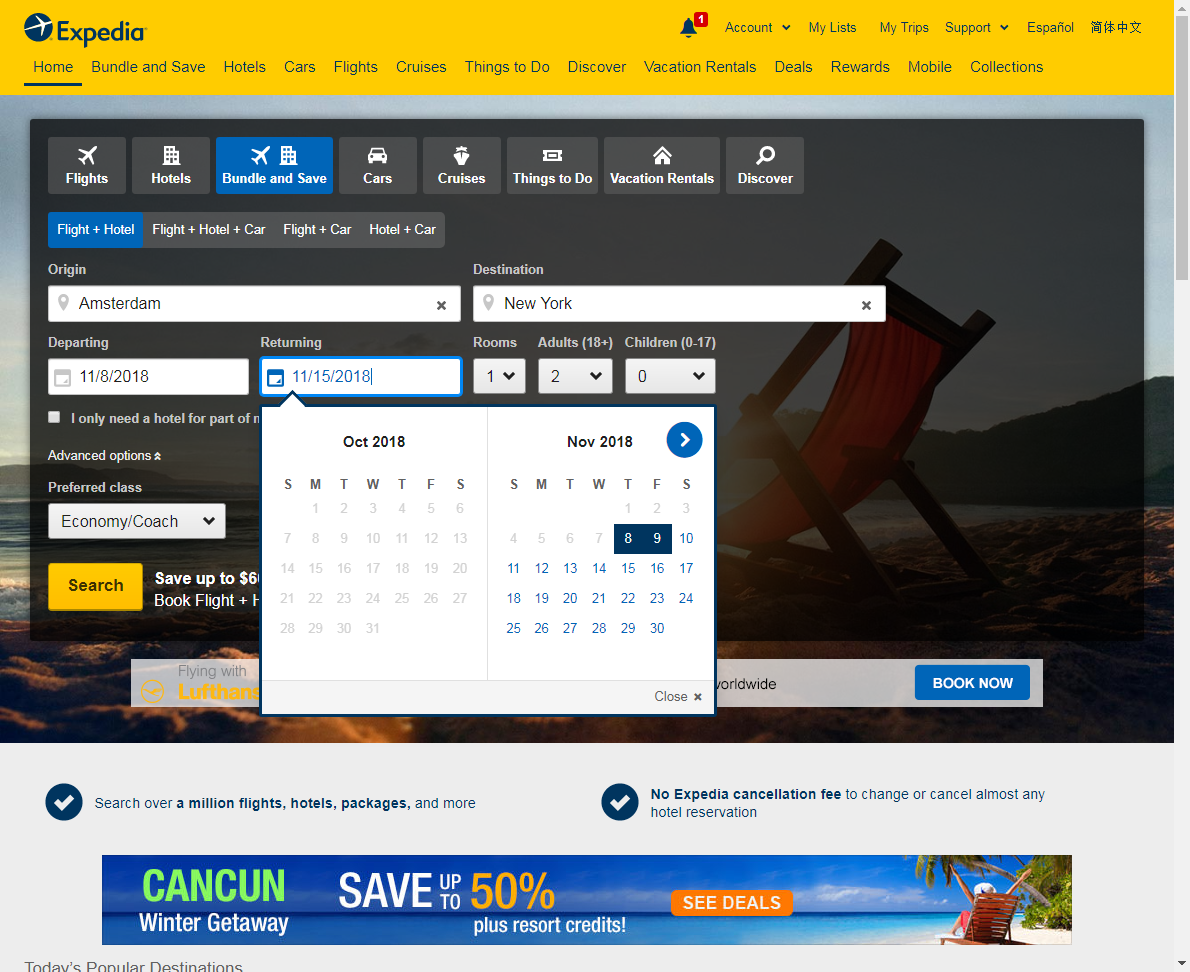 Expedia
1
Account
My Lists
My Trips
Support
Español
简体中文
Home
Bundle and Save
Hotels
Cars
Flights
Cruises
Things to Do
Discover
Vacation Rentals
Deals
Rewards
Mobile
Collections
Flights
Hotels
Bundle and Save
Cars
Cruises
Things to Do
Vacation Rentals
Discover
Flight + Hotel
Flight + Hotel + Car
Flight + Car
Hotel + Car
Origin
Destination
Amsterdam
New York
Departing
Returning
Rooms
Adults (18+)
Children (0-17)
11/8/2018
11/15/2018
1
2
0
I only need a hotel for part of
Advanced options
Preferred class
Economy/Coach
Search
Save up to
Book Flight +
Oct 2018
S M T W T F S
1 2 3 4 5 6
7 8 9 10 11 12 13
14 15 16 17 18 19 20
21 22 23 24 25 26 27
28 29 30 31
Nov 2018
S M T W T F S
1 2 3
4 5 6 7 8 9 10
11 12 13 14 15 16 17
18 19 20 21 22 23 24
25 26 27 28 29 30
Close
Flying with
Lufthans
worldwide
BOOK NOW
Search over a million flights, hotels, packages, and more
No Expedia cancellation fee to change or cancel almost any
hotel reservation
CANCUN
Winter Getaway
SAVE UP TO 50%
plus resort credits!
SEE DEALS
Today's Popular Destinations